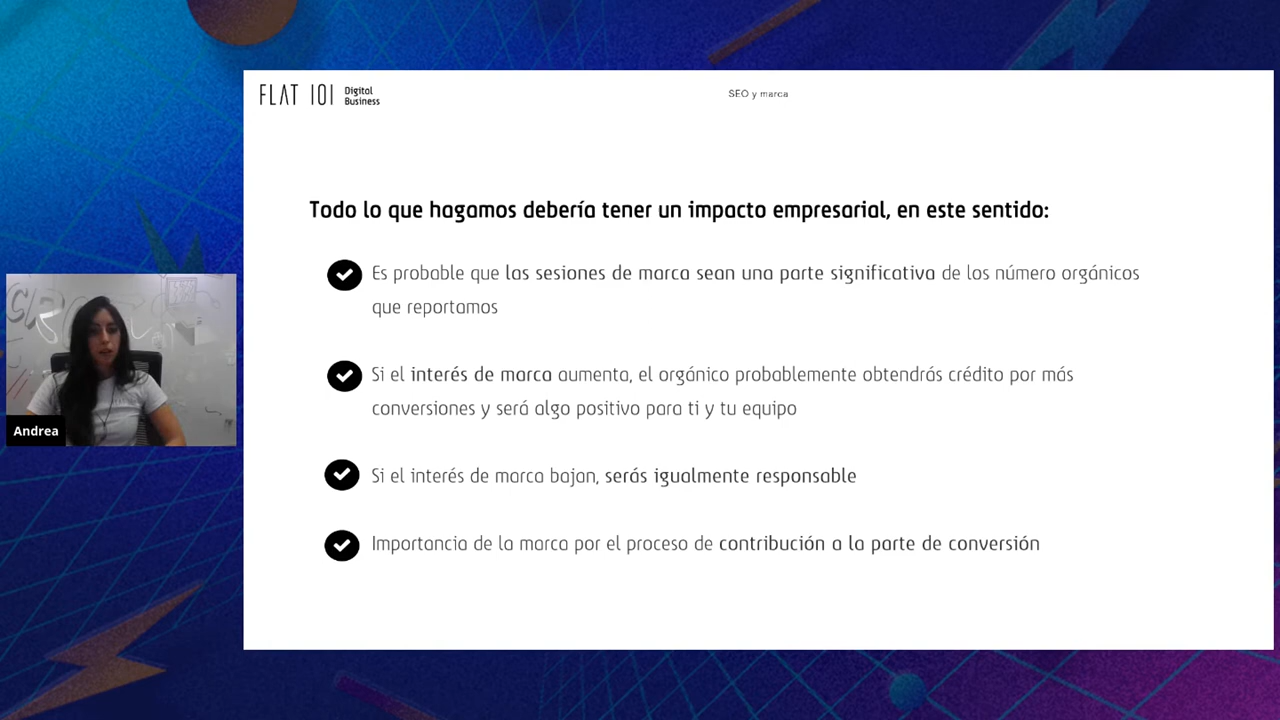 FLAT 101 Digital Business
SEO y marca
Todo lo que hagamos debería tener un impacto empresarial, en este sentido:
Es probable que las sesiones de marca sean una parte significativa de los número orgánicos
que reportamos
Si el interés de marca aumenta, el orgánico probablemente obtendrás crédito por más
conversiones y será algo positivo para ti y tu equipo
Si el interés de marca bajan, serás igualmente responsable
Importancia de la marca por el proceso de contribución a la parte de conversión
Andrea